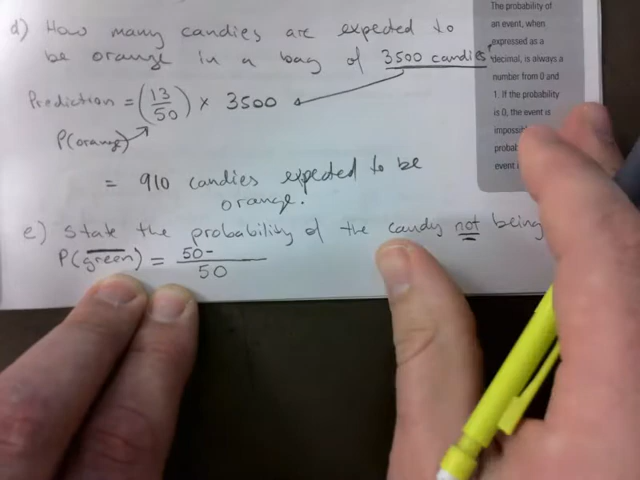 d) How many candies are expected to
be orange in a bag of 3500 candies
Prediction = (13/50) × 3500
P(orange)
= 910 candies expected to be
orange.
e) State the probability of the candy not being
P(green) = 50-
50
The probability of
an event, when
expressed as a
decimal, is always a
number from 0 and
1. If the probability
is 0, the event is
event